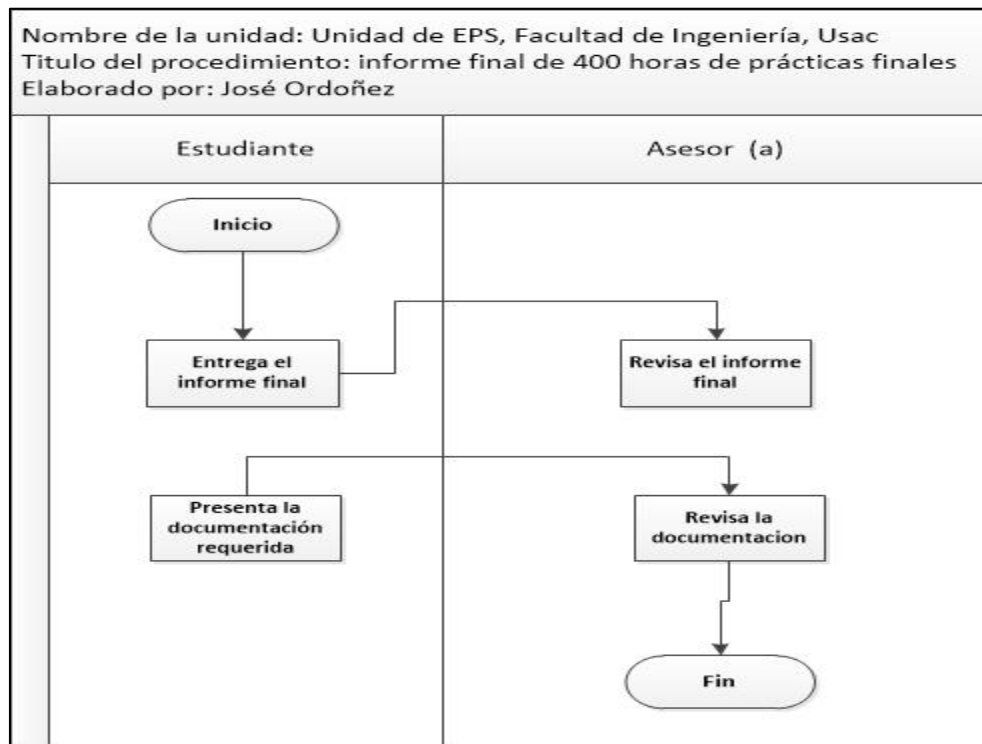 Nombre de la unidad: Unidad de EPS, Facultad de Ingeniería, Usac
Titulo del procedimiento: informe final de 400 horas de prácticas finales
Elaborado por: José Ordoñez
Estudiante
Asesor (a)
Inicio
Entrega el
informe final
Revisa el informe
final
Presenta la
documentación
requerida
Revisa la
documentacion
Fin